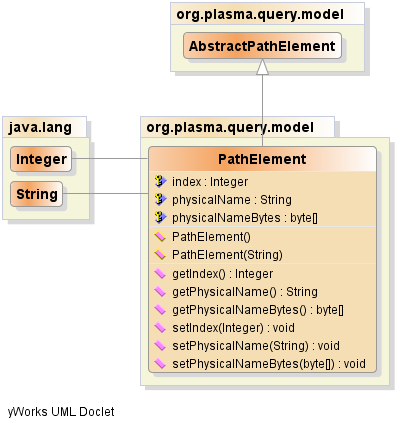 org.plasma.query.model
AbstractPathElement
java.lang
Integer
String
org.plasma.query.model
PathElement
index : Integer
physicalName : String
physicalNameBytes : byte[]
PathElement()
PathElement(String)
getIndex() : Integer
getPhysicalName() : String
getPhysicalNameBytes() : byte[]
setIndex(Integer) : void
setPhysicalName(String) : void
setPhysicalNameBytes(byte[]) : void
yWorks UML Doclet